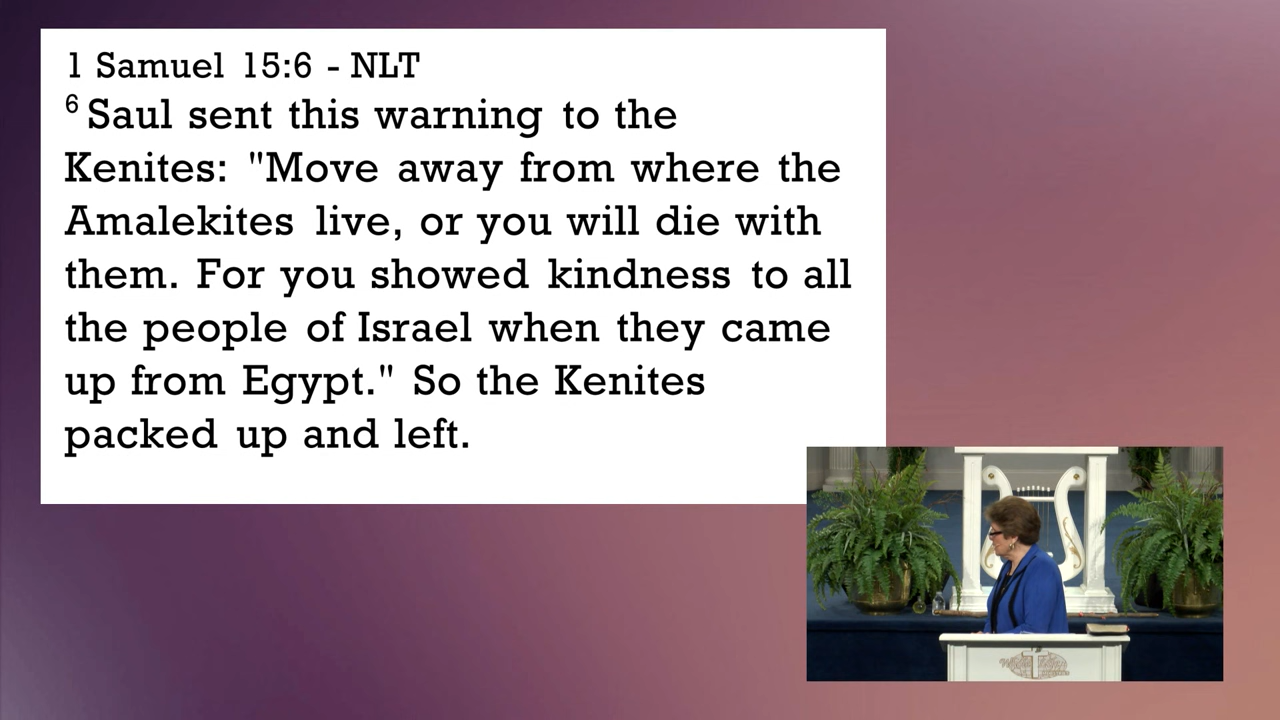 1 Samuel 15:6 - NLT
6 Saul sent this warning to the
Kenites: "Move away from where the
Amalekites live, or you will die with
them. For you showed kindness to all
the people of Israel when they came
up from Egypt." So the Kenites
packed up and left.